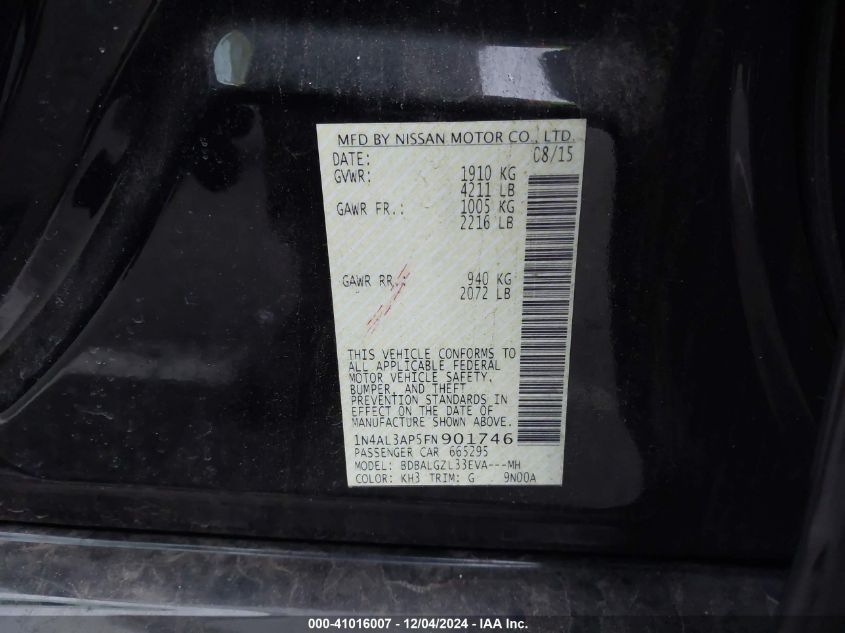 MFD BY NISSAN MOTOR CO., LTD.
DATE: 08/15
GVWR: 1910 KG
4211 LB
GAWR FR.: 1005 KG
2216 LB
GAWR RR.: 940 KG
2072 LB
THIS VEHICLE CONFORMS TO
ALL APPLICABLE FEDERAL
MOTOR VEHICLE SAFETY,
BUMPER, AND THEFT
PREVENTION STANDARDS IN
EFFECT ON THE DATE OF
MANUFACTURE SHOWN ABOVE.
1N4AL3AP5FN901746
PASSENGER CAR 665295
MODEL: BDBALGZL33EVA---MH
COLOR: KH3 TRIM: G 9N00A
000-41016007 - 12/04/2024 - IAA Inc.